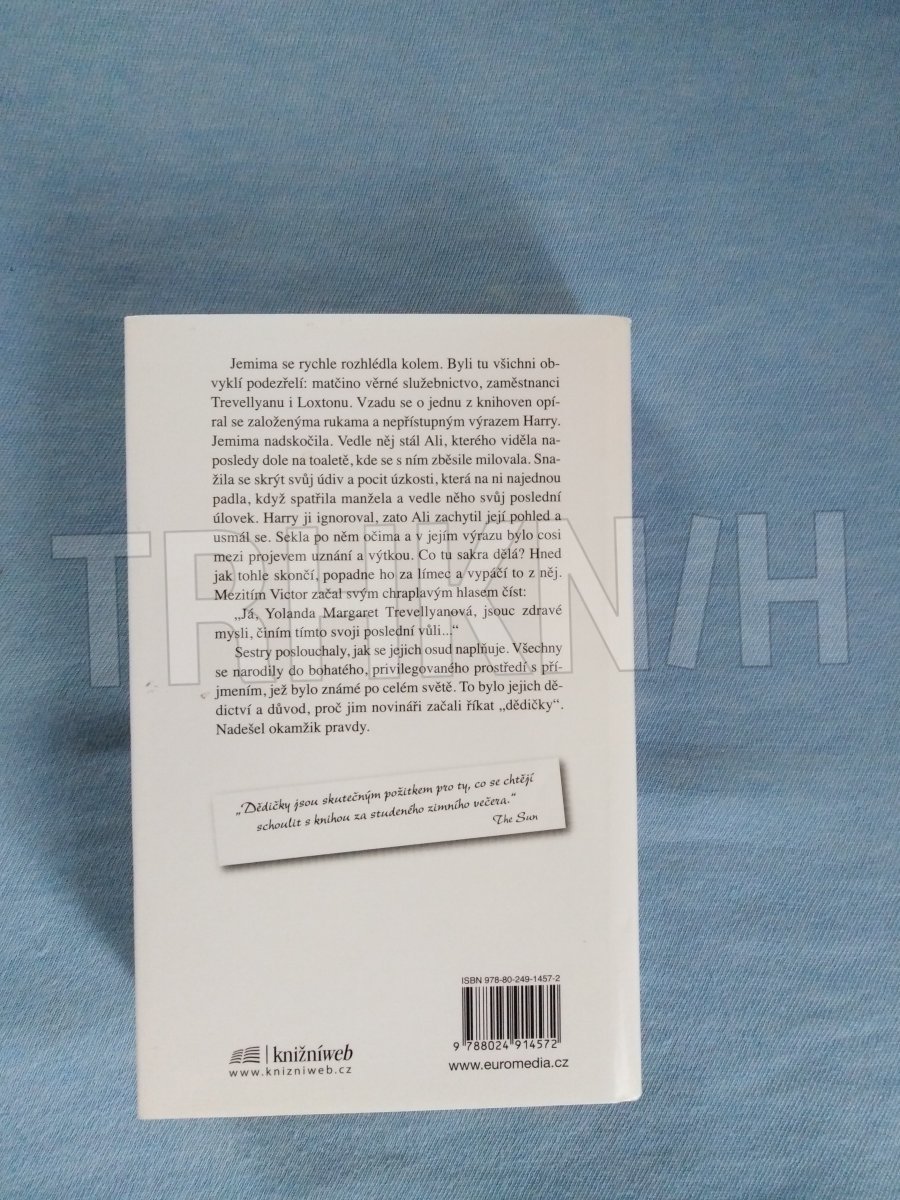 Jemima se rychle rozhlédla kolem. Byli tu všichni ob-
vyklí podezřelí: matčino věrné služebnictvo, zaměstnanci
Trevellyanu i Loxtonu. Vzadu se o jednu z knihoven opí-
ral se založenýma rukama a nepřístupným výrazem Harry.
Jemima nadskočila. Vedle něj stál Ali, kterého viděla na-
posledy dole na toaletě, kde se s ním zběsile milovala. Sna-
žila se skrýt svůj údiv a pocit úzkosti, která na ni najednou
padla, když spatřila manžela a vedle něho svůj poslední
úlovek. Harry ji ignoroval, zato Ali zachytil její pohled a
usmál se. Sekla po něm očima a v jejím výrazu bylo cosi
mezi projevem uznání a výtkou. Co tu sakra dělá? Hned
jak tohle skončí, popadne ho za límec a vypáčí to z něj.
Mezitím Victor začal svým chraplavým hlasem číst:
„Já, Yolanda Margaret Trevellyanová, jsouc zdravé
mysli, činím tímto svoji poslední vůli...“
Sestry poslouchaly, jak se jejich osud naplňuje. Všechny
se narodily do bohatého, privilegovaného prostředí s pří-
jmením, jež bylo známé po celém světě. To bylo jejich dě-
dictví a důvod, proč jim novináři začali říkat „dědičky“.
Nadešel okamžik pravdy.
„Dědičky jsou skutečným požitkem pro ty, co se chtějí
schoulit s knihou za studeného zimního večera.“
The Sun
ISBN 978-80-249-1457-2
9 788024 914572
knižníweb
www.knizniweb.cz
www.euromedia.cz
TRHKNIH